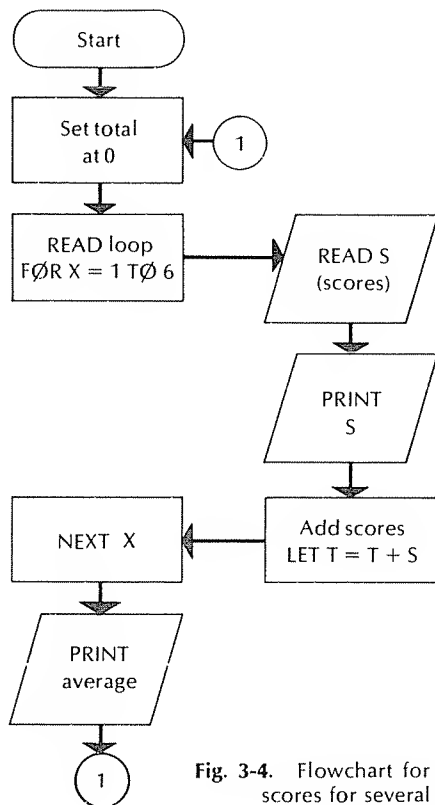 Start
Set total
at 0
1
READ loop
FØR X = 1 TØ 6
READ S
(scores)
PRINT
S
Add scores
LET T = T + S
NEXT X
PRINT
average
1
Fig. 3-4. Flowchart for
scores for several